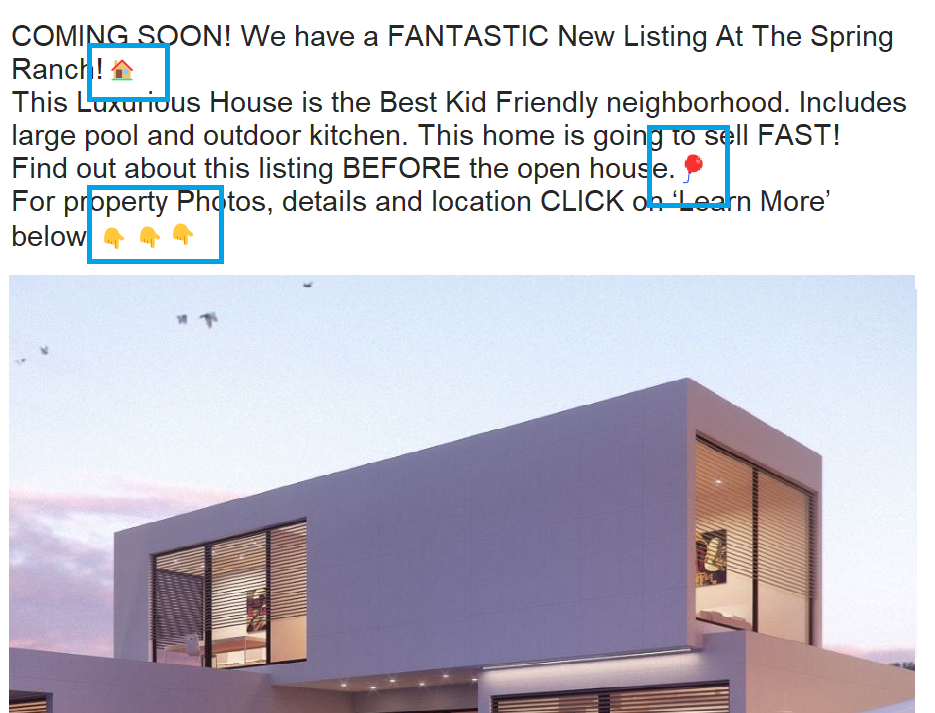 COMING SOON! We have a FANTASTIC New Listing At The Spring
Ranch! 🏠
This Luxurious House is the Best Kid Friendly neighborhood. Includes
large pool and outdoor kitchen. This home is going to sell FAST!
Find out about this listing BEFORE the open house. 🎈
For property Photos, details and location CLICK on ‘Learn More’
below 👇 👇 👇